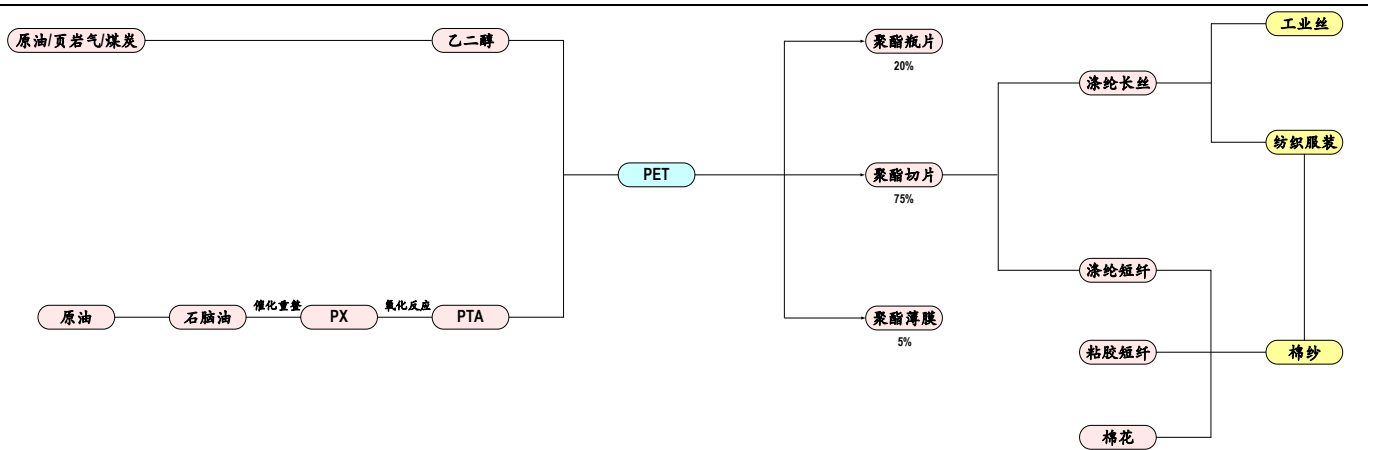 原油/页岩气/煤炭
乙二醇
聚酯瓶片
20%
工业丝
涤纶长丝
纺织服装
PET
聚酯切片
75%
涤纶短纤
原油
石脑油
催化重整
PX
氧化反应
PTA
聚酯薄膜
5%
粘胶短纤
棉纱
棉花